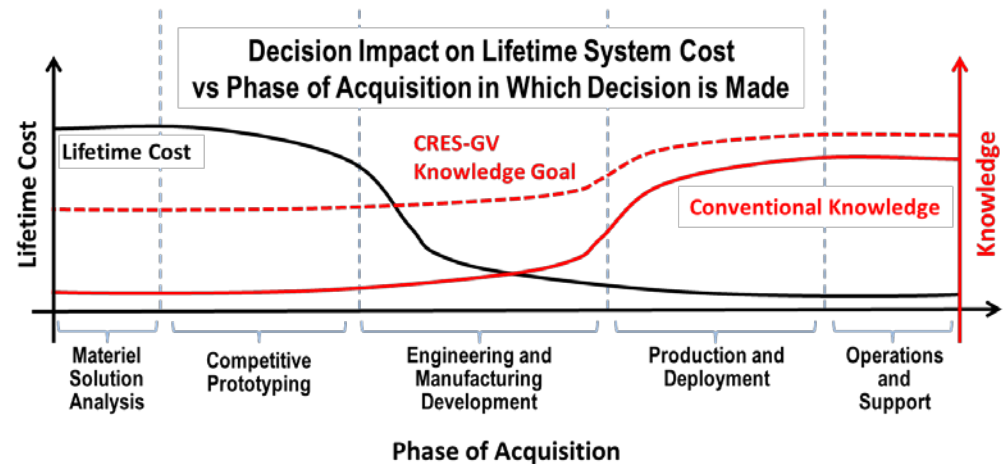 Decision Impact on Lifetime System Cost
vs Phase of Acquisition in Which Decision is Made
Lifetime Cost
Lifetime Cost
CRES-GV
Knowledge Goal
Conventional Knowledge
Knowledge
Materiel
Solution
Analysis
Competitive
Prototyping
Engineering and
Manufacturing
Development
Production and
Deployment
Operations
and
Support
Phase of Acquisition